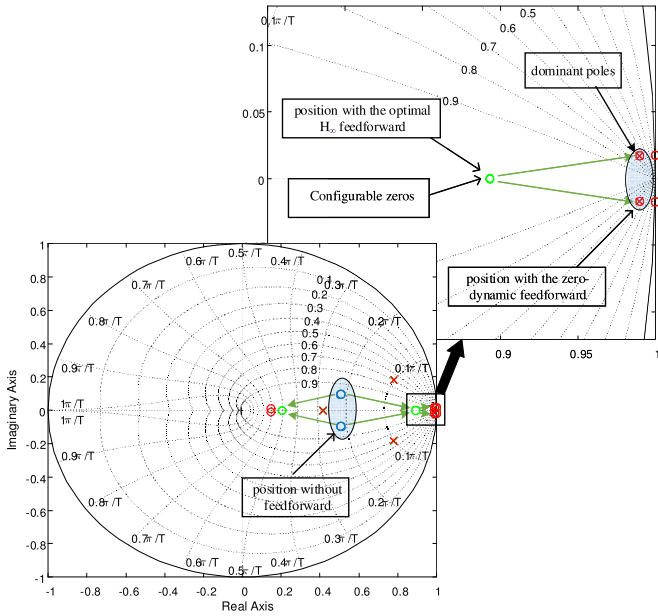 0.1π/T
0.5
0.6
0.7
0.8
0.9
0.1
0.05
0
0.9
0.95
1
dominant poles
position with the optimal
H∞ feedforward
Configurable zeros
position with the zero-
dynamic feedforward
1
0.8
0.6
0.4
0.2
0
-0.2
-0.4
-0.6
-0.8
-1
Imaginary Axis
0.5π/T
0.6π/T
0.4π/T
0.7π/T
0.1
0.3π/T
0.2
0.8π/T
0.3
0.2π/T
0.4
0.5
0.6
0.9π/T
0.7
0.1π/T
0.8
0.9
1π/T
1π/T
0.9π/T
0.1π/T
position without
feedforward
0.8π/T
0.2π/T
0.7π/T
0.3π/T
0.6π/T
0.4π/T
0.5π/T
-1
-0.8
-0.6
-0.4
-0.2
0
0.2
0.4
0.6
0.8
1
Real Axis